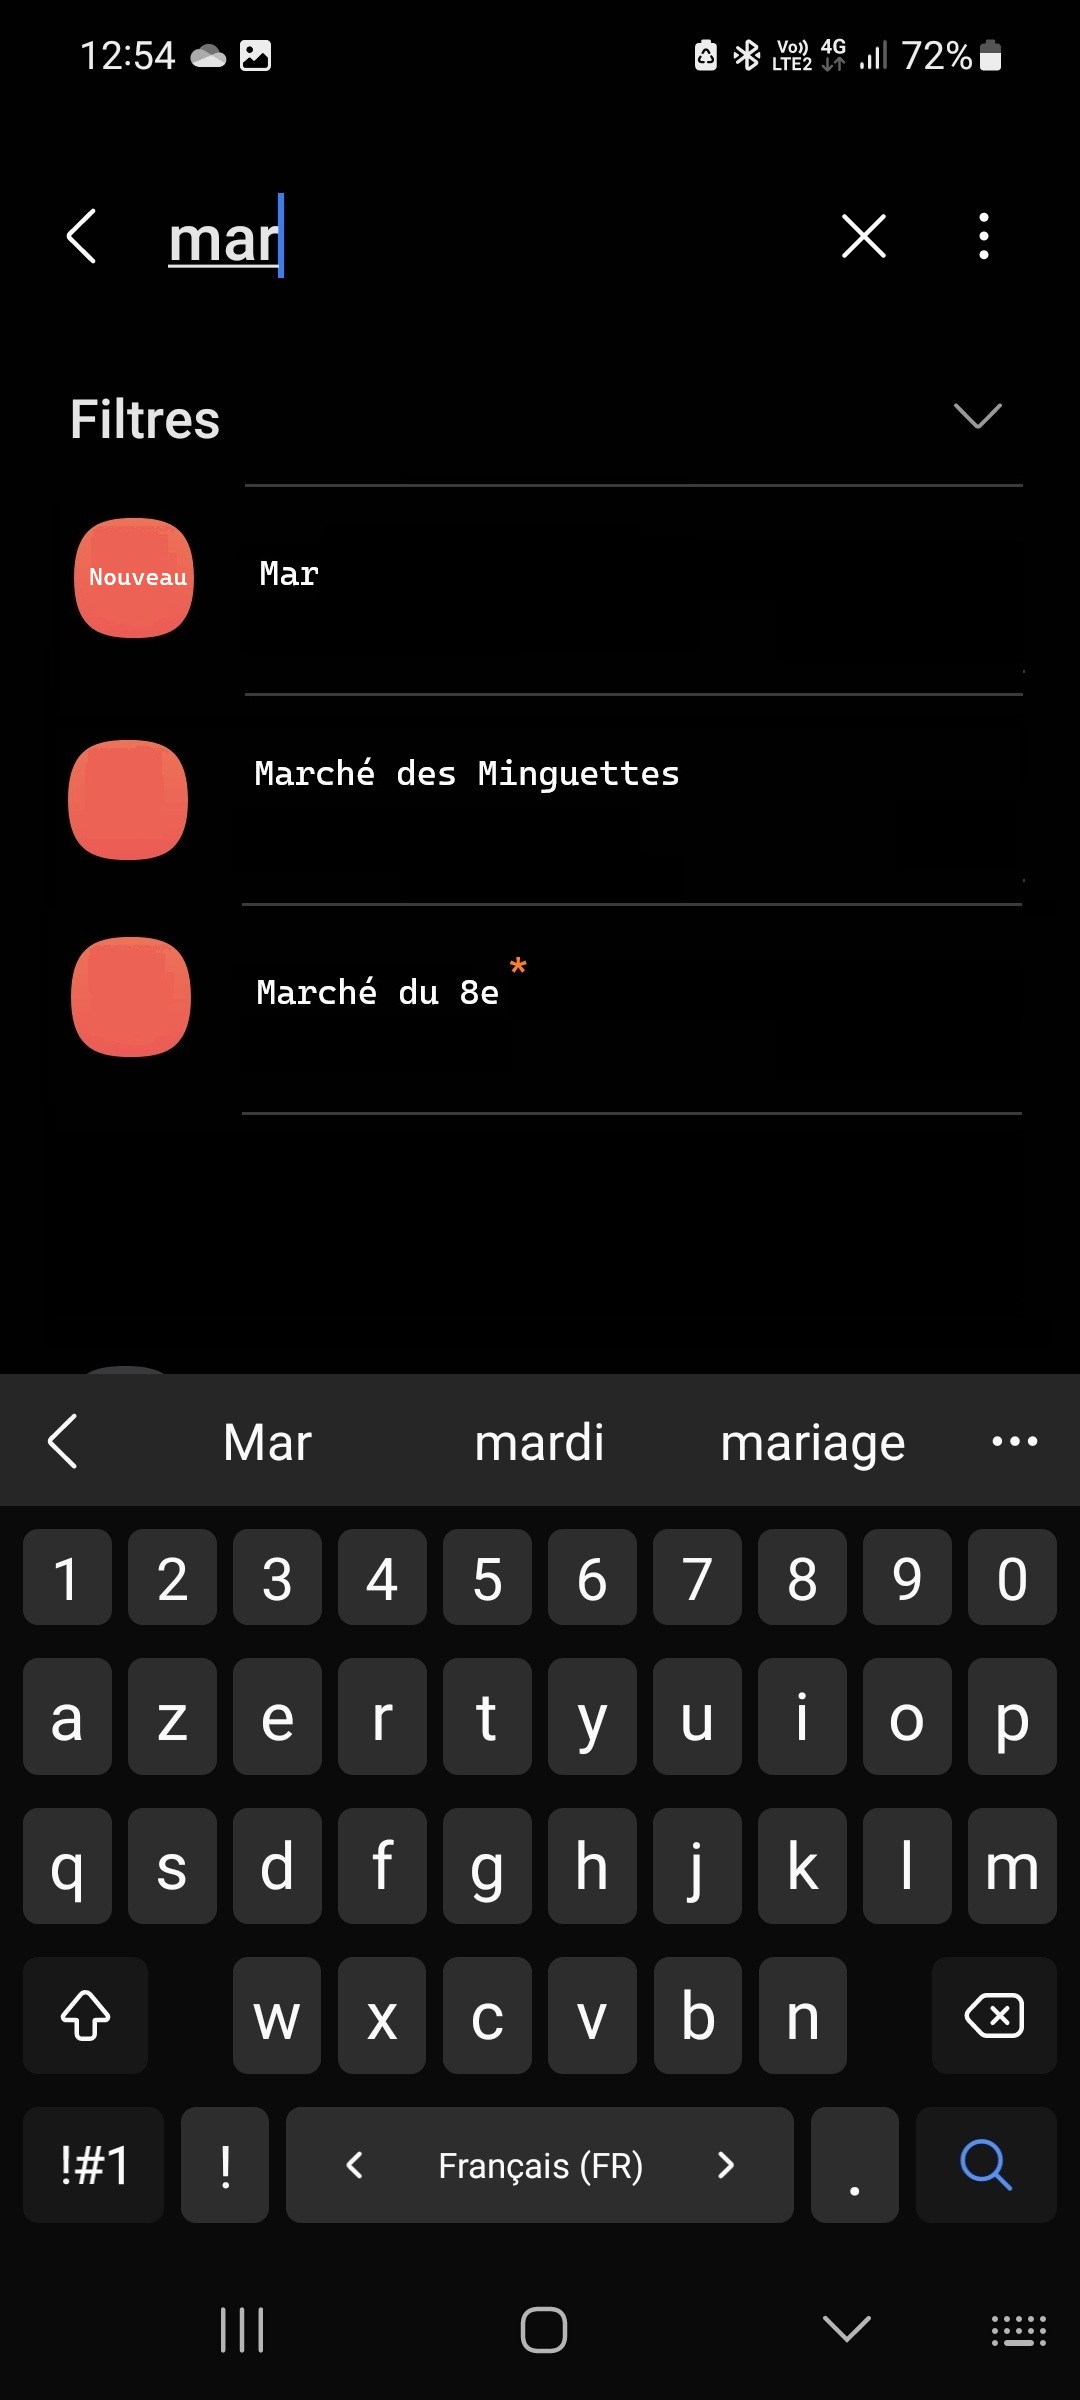 12:54 Vo)) LTE2 4G 72%
mar
Filtres
Nouveau Mar
Marché des Minguettes
Marché du 8e *
Mar mardi mariage
1 2 3 4 5 6 7 8 9 0
a z e r t y u i o p
q s d f g h j k l m
w x c v b n
!#1 ! Français (FR) .